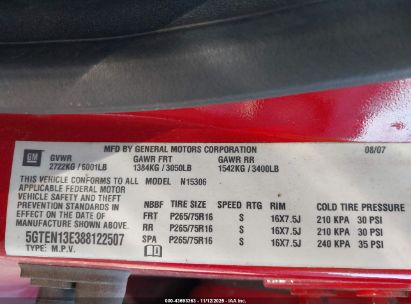 MFD BY GENERAL MOTORS CORPORATION 08/07
GM GVWR GAWR FRT GAWR RR
2722KG / 6001LB 1384KG / 3050LB 1542KG / 3400LB
THIS VEHICLE CONFORMS TO ALL MODEL N15306
APPLICABLE FEDERAL MOTOR
VEHICLE SAFETY AND THEFT
PREVENTION STANDARDS IN
EFFECT ON THE DATE OF
MANUFACTURE SHOWN ABOVE.
5GTEN13E388122507
TYPE: M.P.V.
NBBF TIRE SIZE SPEED RTG RIM COLD TIRE PRESSURE
FRT P265/75R16 S 16X7.5J 210 KPA 30 PSI
RR P265/75R16 S 16X7.5J 210 KPA 30 PSI
SPA P265/75R16 S 16X7.5J 240 KPA 35 PSI